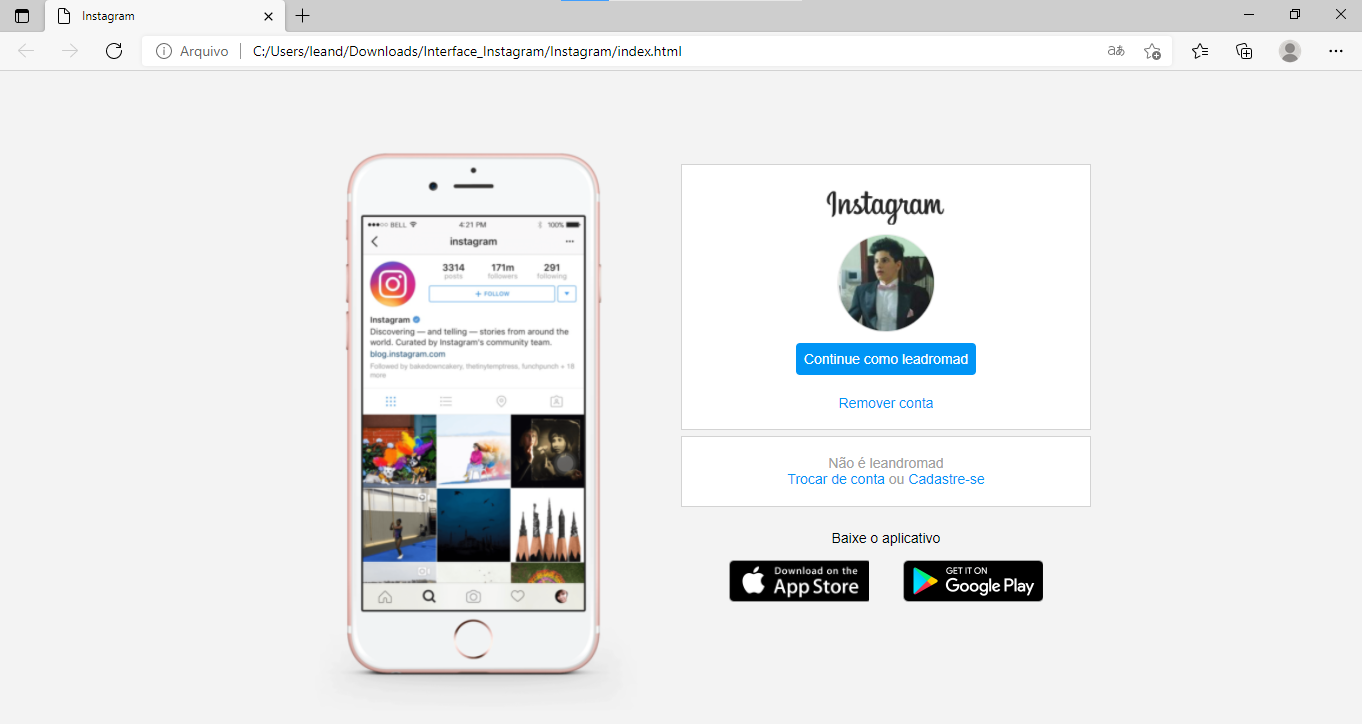 Instagram
Arquivo
C:/Users/leand/Downloads/Interface_Instagram/Instagram/index.html
aあ
BELL
4:21 PM
100%
instagram
...
3314
171m
291
posts
followers
following
+ FOLLOW
Instagram
Discovering — and telling — stories from around the
world. Curated by Instagram's community team.
blog.instagram.com
Followed by bakedowncakery, thetinylemptress, funchpunch + 18
more
Instagram
Continue como leadromad
Remover conta
Não é leandromad
Trocar de conta ou Cadastre-se
Baixe o aplicativo
Download on the
App Store
GET IT ON
Google Play